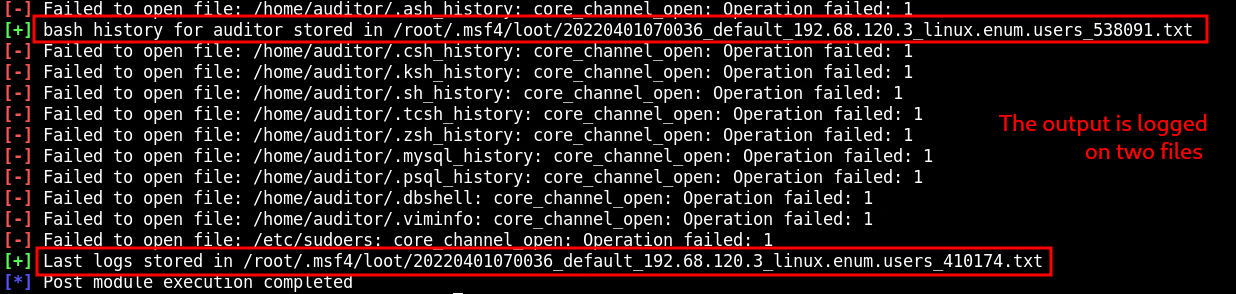 [-] Failed to open file: /home/auditor/.ash_history: core_channel_open: Operation failed: 1
[+] bash history for auditor stored in /root/.msf4/loot/20220401070036_default_192.68.120.3_linux.enum.users_538091.txt
[-] Failed to open file: /home/auditor/.csh_history: core_channel_open: Operation failed: 1
[-] Failed to open file: /home/auditor/.ksh_history: core_channel_open: Operation failed: 1
[-] Failed to open file: /home/auditor/.sh_history: core_channel_open: Operation failed: 1
[-] Failed to open file: /home/auditor/.tcsh_history: core_channel_open: Operation failed: 1
[-] Failed to open file: /home/auditor/.zsh_history: core_channel_open: Operation failed: 1
[-] Failed to open file: /home/auditor/.mysql_history: core_channel_open: Operation failed: 1
[-] Failed to open file: /home/auditor/.psql_history: core_channel_open: Operation failed: 1
[-] Failed to open file: /home/auditor/.dbshell: core_channel_open: Operation failed: 1
[-] Failed to open file: /home/auditor/.viminfo: core_channel_open: Operation failed: 1
[-] Failed to open file: /etc/sudoers: core_channel_open: Operation failed: 1
[+] Last logs stored in /root/.msf4/loot/20220401070036_default_192.68.120.3_linux.enum.users_410174.txt
[*] Post module execution completed
The output is logged
on two files